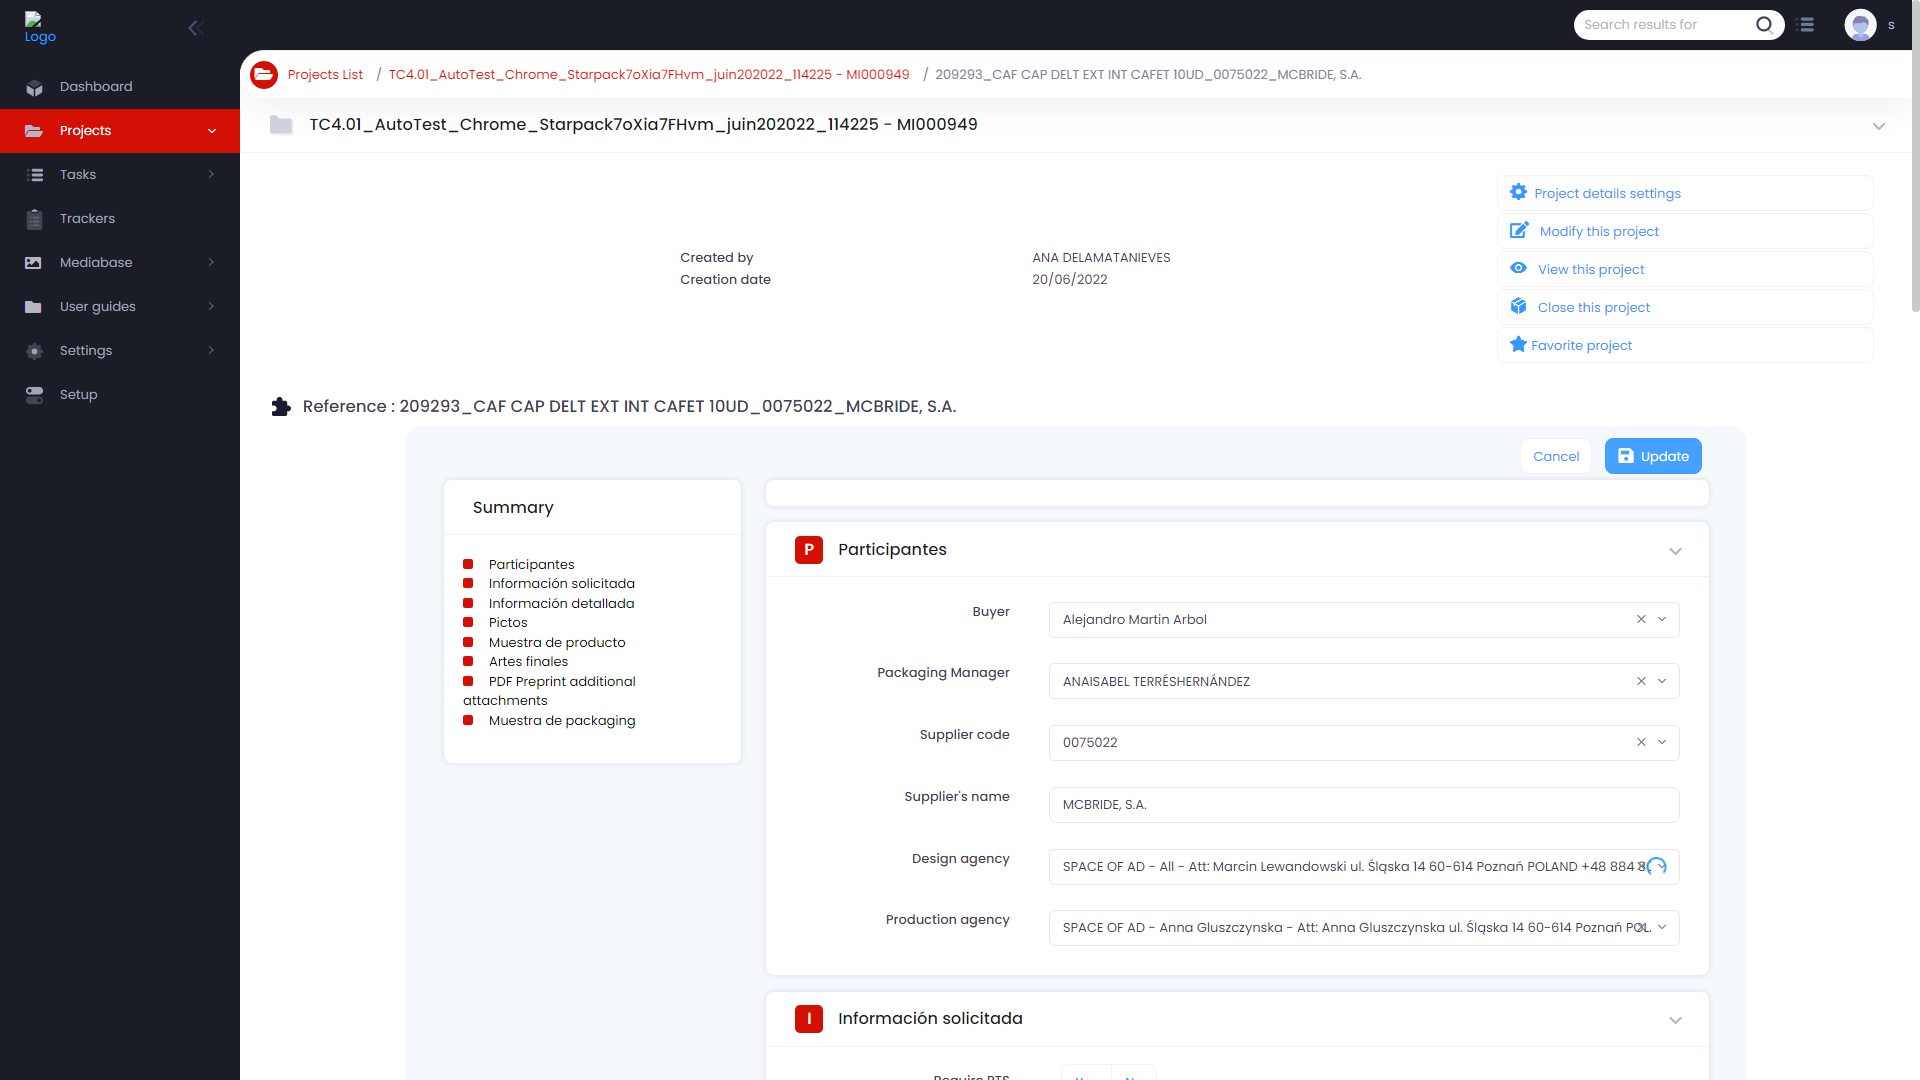 Logo
Search results for
s
Dashboard
Projects
Tasks
Trackers
Mediabase
User guides
Settings
Setup
Projects List / TC4.01_AutoTest_Chrome_Starpack7oXia7FHvm_juin202022_114225 - MI000949 / 209293_CAF CAP DELT EXT INT CAFET 10UD_0075022_MCBRIDE, S.A.
TC4.01_AutoTest_Chrome_Starpack7oXia7FHvm_juin202022_114225 - MI000949
Created by ANA DELAMATANIEVES
Creation date 20/06/2022
Project details settings
Modify this project
View this project
Close this project
Favorite project
Reference : 209293_CAF CAP DELT EXT INT CAFET 10UD_0075022_MCBRIDE, S.A.
Cancel
Update
Summary
Participantes
Información solicitada
Información detallada
Pictos
Muestra de producto
Artes finales
PDF Preprint additional
attachments
Muestra de packaging
P Participantes
Buyer Alejandro Martin Arbol
Packaging Manager ANAISABEL TERRÉSHERNÁNDEZ
Supplier code 0075022
Supplier's name MCBRIDE, S.A.
Design agency SPACE OF AD - All - Att: Marcin Lewandowski ul. Śląska 14 60-614 Poznań POLAND +48 884
Production agency SPACE OF AD - Anna Gluszczynska - Att: Anna Gluszczynska ul. Śląska 14 60-614 Poznań
I Información solicitada